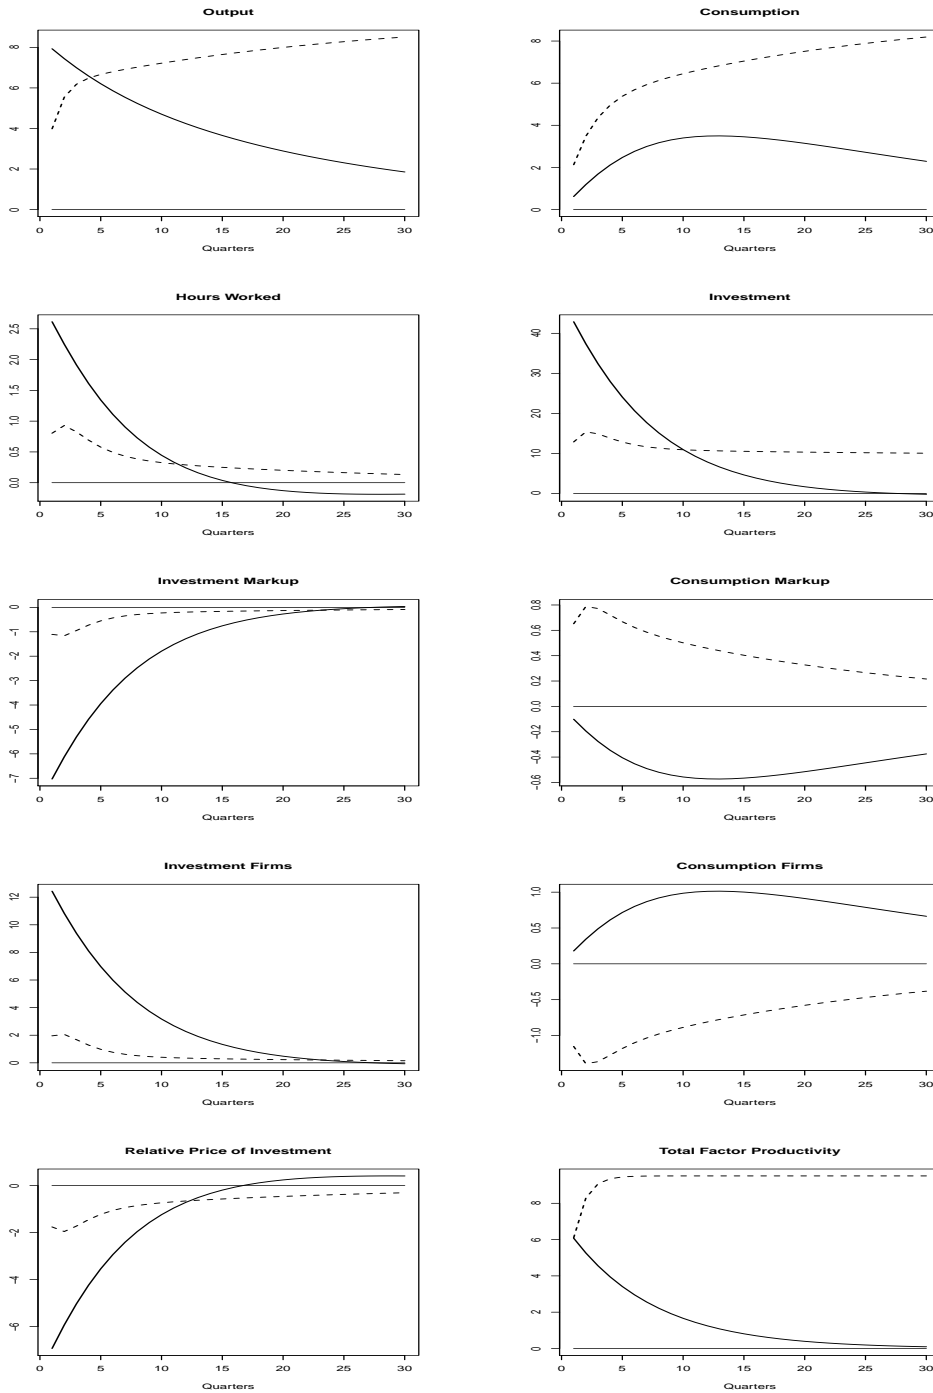 Output
8
6
4
2
0
0 5 10 15 20 25 30
Quarters
Consumption
8
6
4
2
0
0 5 10 15 20 25 30
Quarters
Hours Worked
2.5
2.0
1.5
1.0
0.5
0.0
0 5 10 15 20 25 30
Quarters
Investment
40
30
20
10
0
0 5 10 15 20 25 30
Quarters
Investment Markup
0
−1
−2
−3
−4
−5
−6
−7
0 5 10 15 20 25 30
Quarters
Consumption Markup
0.8
0.6
0.4
0.2
0.0
−0.2
−0.4
−0.6
0 5 10 15 20 25 30
Quarters
Investment Firms
12
10
8
6
4
2
0
0 5 10 15 20 25 30
Quarters
Consumption Firms
1.0
0.5
0.0
−0.5
−1.0
0 5 10 15 20 25 30
Quarters
Relative Price of Investment
0
−2
−4
−6
0 5 10 15 20 25 30
Quarters
Total Factor Productivity
8
6
4
2
0
0 5 10 15 20 25 30
Quarters